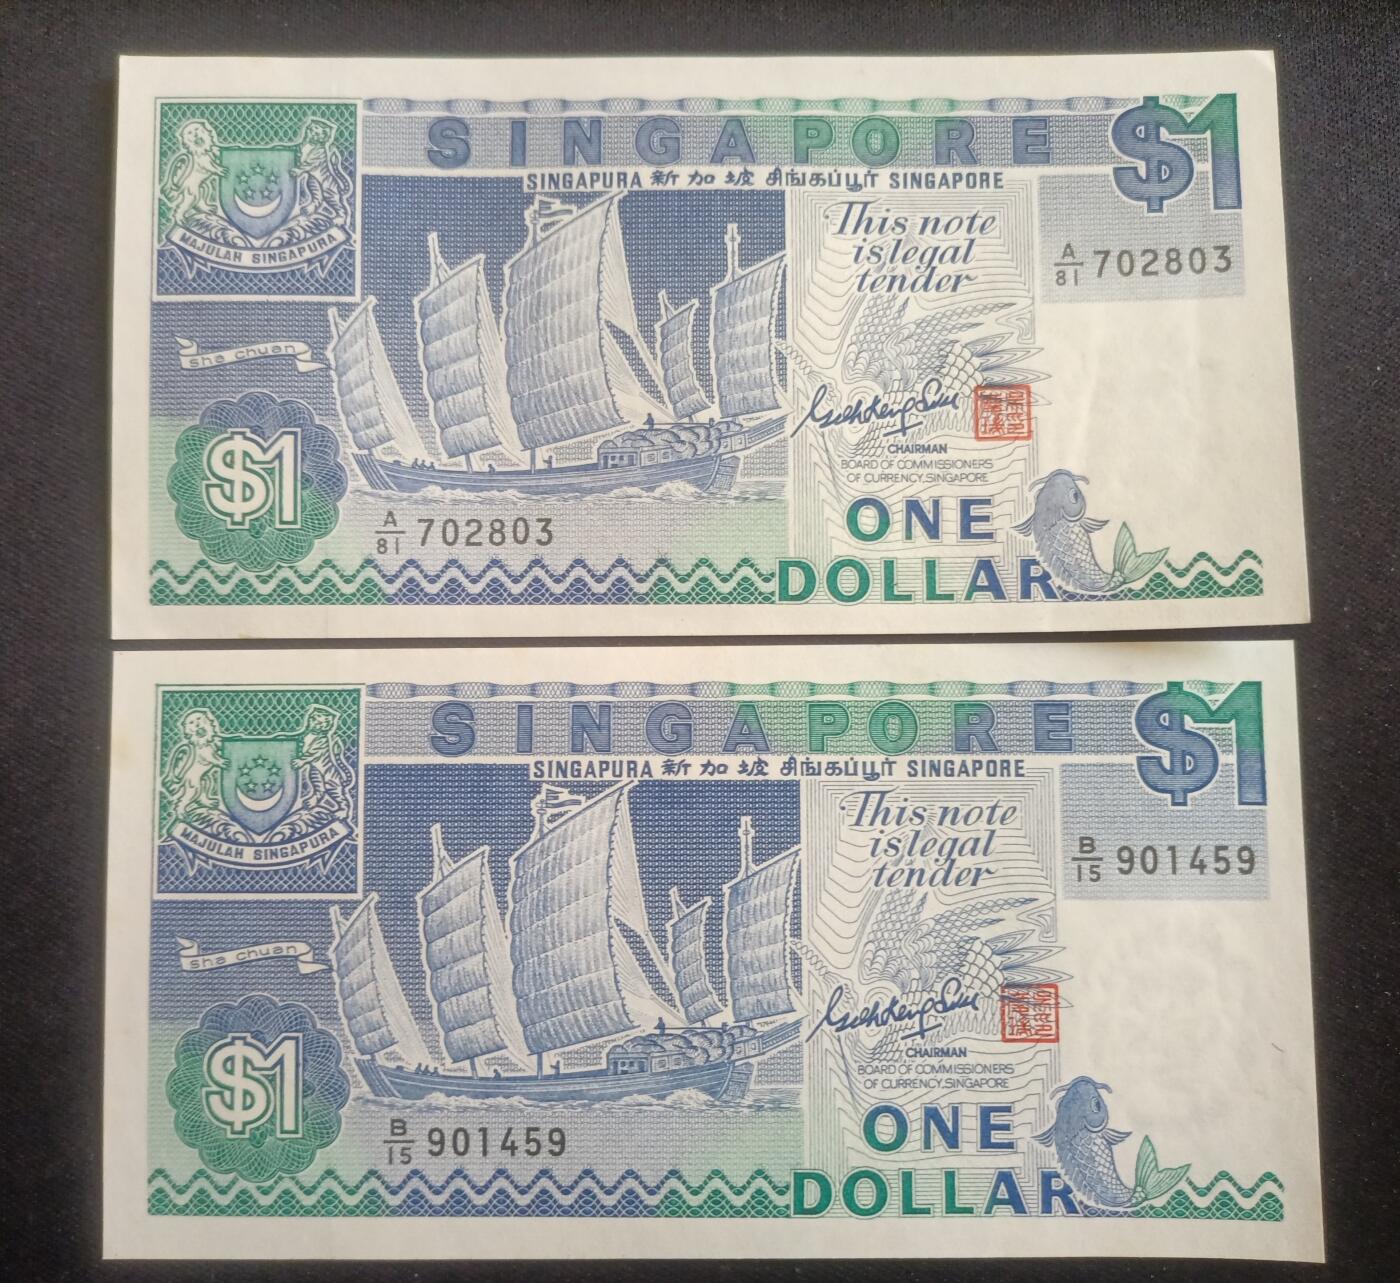 SINGAPORE
$1
SINGAPURA 新加坡 சிங்கப்பூர் SINGAPORE
MAJULAH SINGAPURA
This note
is legal
tender
A/81 702803
sha chuan
CHAIRMAN
BOARD OF COMMISSIONERS
OF CURRENCY, SINGAPORE
$1
A/81 702803
ONE
DOLLAR
SINGAPORE
$1
SINGAPURA 新加坡 சிங்கப்பூர் SINGAPORE
MAJULAH SINGAPURA
This note
is legal
tender
B/15 901459
sha chuan
CHAIRMAN
BOARD OF COMMISSIONERS
OF CURRENCY, SINGAPORE
$1
B/15 901459
ONE
DOLLAR